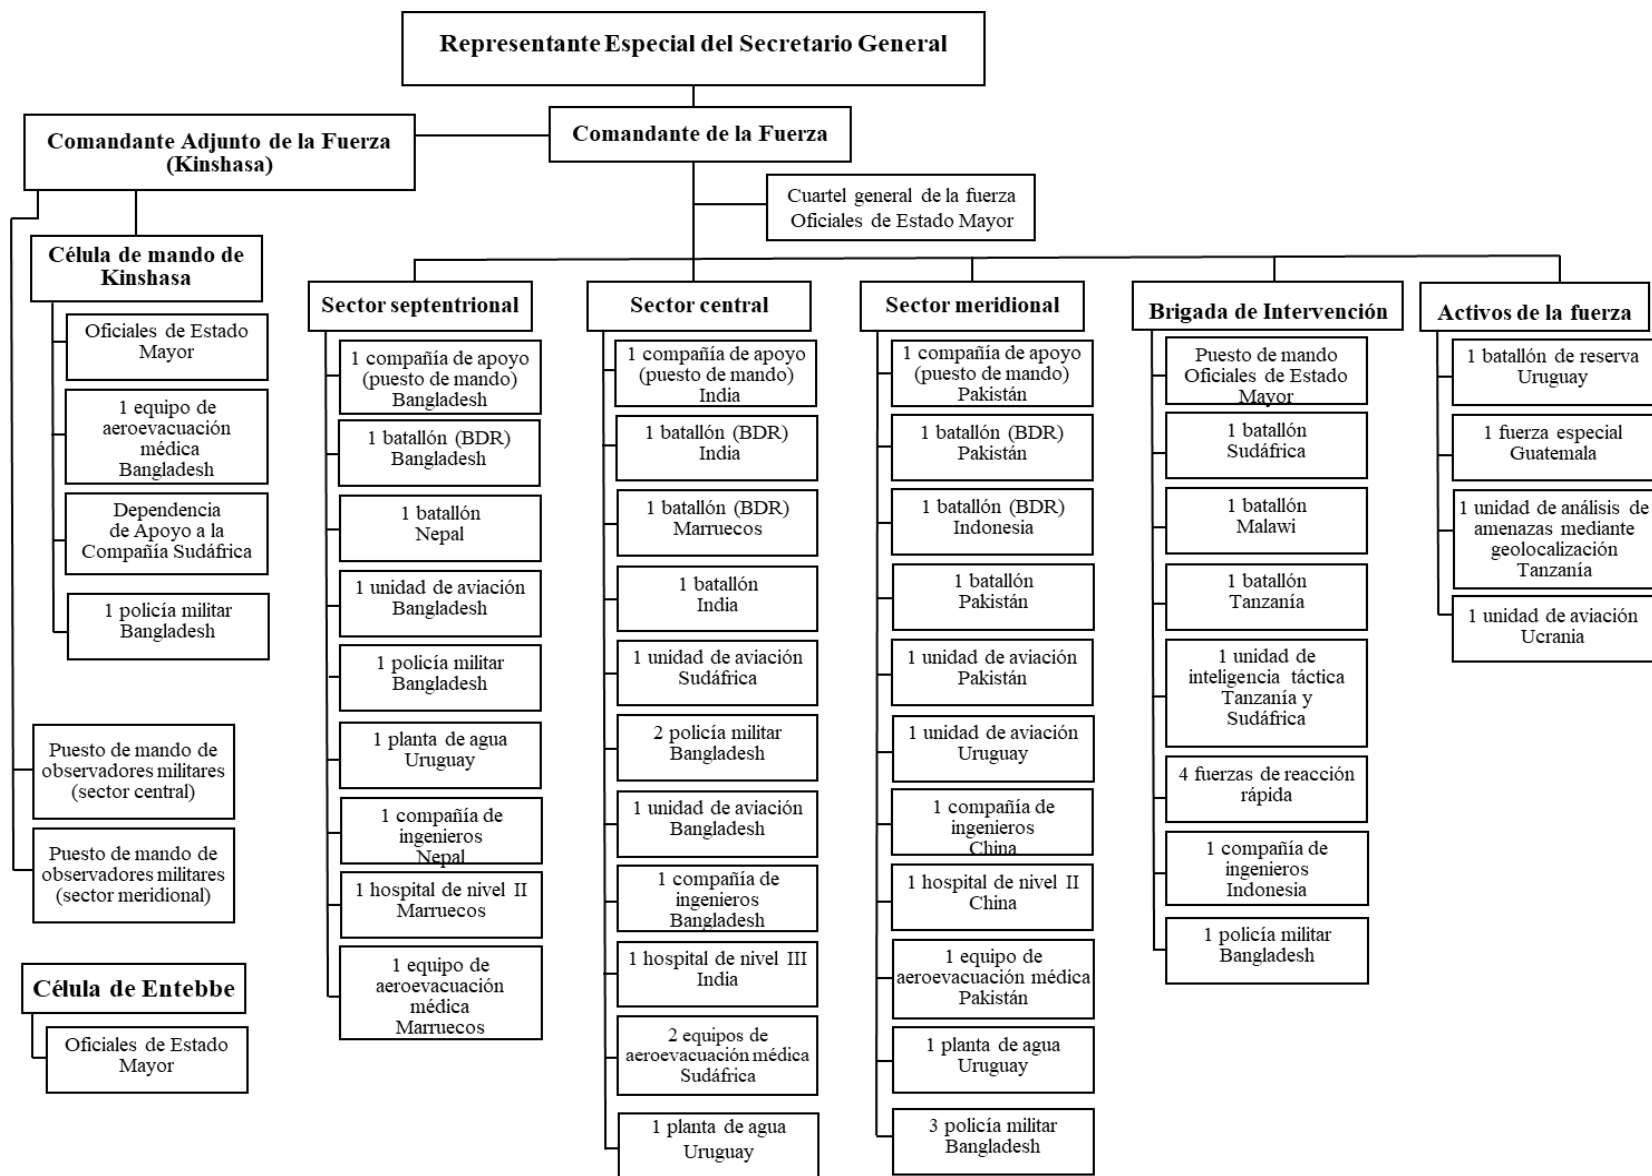 Representante Especial del Secretario General
Comandante Adjunto de la Fuerza
(Kinshasa)
Comandante de la Fuerza
Cuartel general de la fuerza
Oficiales de Estado Mayor
Célula de mando de
Kinshasa
Oficiales de Estado
Mayor
1 equipo de
aeroevacuación
médica
Bangladesh
Dependencia
de Apoyo a la
Compañía Sudáfrica
1 policía militar
Bangladesh
Puesto de mando de
observadores militares
(sector central)
Puesto de mando de
observadores militares
(sector meridional)
Célula de Entebbe
Oficiales de Estado
Mayor
Sector septentrional
1 compañía de apoyo
(puesto de mando)
Bangladesh
1 batallón (BDR)
Bangladesh
1 batallón
Nepal
1 unidad de aviación
Bangladesh
1 policía militar
Bangladesh
1 planta de agua
Uruguay
1 compañía de
ingenieros
Nepal
1 hospital de nivel II
Marruecos
1 equipo de
aeroevacuación
médica
Marruecos
Sector central
1 compañía de apoyo
(puesto de mando)
India
1 batallón (BDR)
India
1 batallón (BDR)
Marruecos
1 batallón
India
1 unidad de aviación
Sudáfrica
2 policía militar
Bangladesh
1 unidad de aviación
Bangladesh
1 compañía de
ingenieros
Bangladesh
1 hospital de nivel III
India
2 equipos de
aeroevacuación médica
Sudáfrica
1 planta de agua
Uruguay
Sector meridional
1 compañía de apoyo
(puesto de mando)
Pakistán
1 batallón (BDR)
Pakistán
1 batallón (BDR)
Indonesia
1 batallón
Pakistán
1 unidad de aviación
Pakistán
1 unidad de aviación
Uruguay
1 compañía de
ingenieros
China
1 hospital de nivel II
China
1 equipo de
aeroevacuación médica
Pakistán
1 planta de agua
Uruguay
3 policía militar
Bangladesh
Brigada de Intervención
Puesto de mando
Oficiales de Estado
Mayor
1 batallón
Sudáfrica
1 batallón
Malawi
1 batallón
Tanzanía
1 unidad de
inteligencia táctica
Tanzanía y
Sudáfrica
4 fuerzas de reacción
rápida
1 compañía de
ingenieros
Indonesia
1 policía militar
Bangladesh
Activos de la fuerza
1 batallón de reserva
Uruguay
1 fuerza especial
Guatemala
1 unidad de análisis de
amenazas mediante
geolocalización
Tanzanía
1 unidad de aviación
Ucrania